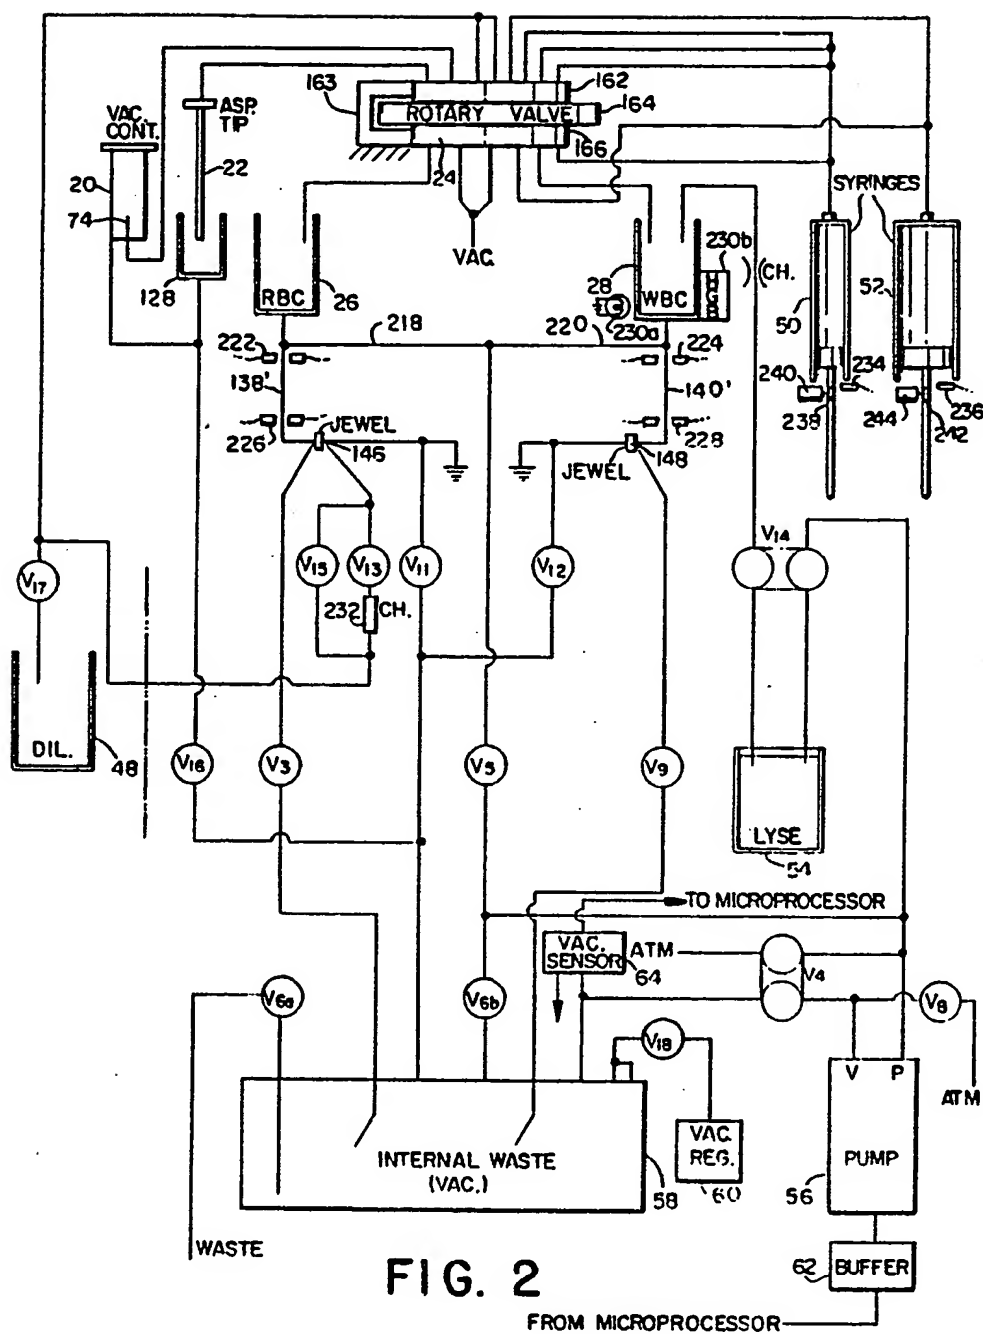 163
162
164
ROTARY VALVE
166
24
VAC.
CONT.
ASP.
TIP
20
22
74
128
SYRINGES
VAC.
230b
CH.
28
RBC
26
WBC
230a
50
52
218
220
222
224
138'
140'
240
234
238
244
236
242
226
228
JEWEL
146
148
JEWEL
V14
V17
V15
V13
V11
V12
232
CH.
DIL.
48
V16
V3
V5
V9
LYSE
54
TO MICROPROCESSOR
VAC.
SENSOR
64
ATM
V4
V6a
V6b
V8
V18
V P
ATM
VAC.
REG.
60
INTERNAL WASTE
(VAC.)
58
PUMP
56
WASTE
62
BUFFER
FIG. 2
FROM MICROPROCESSOR